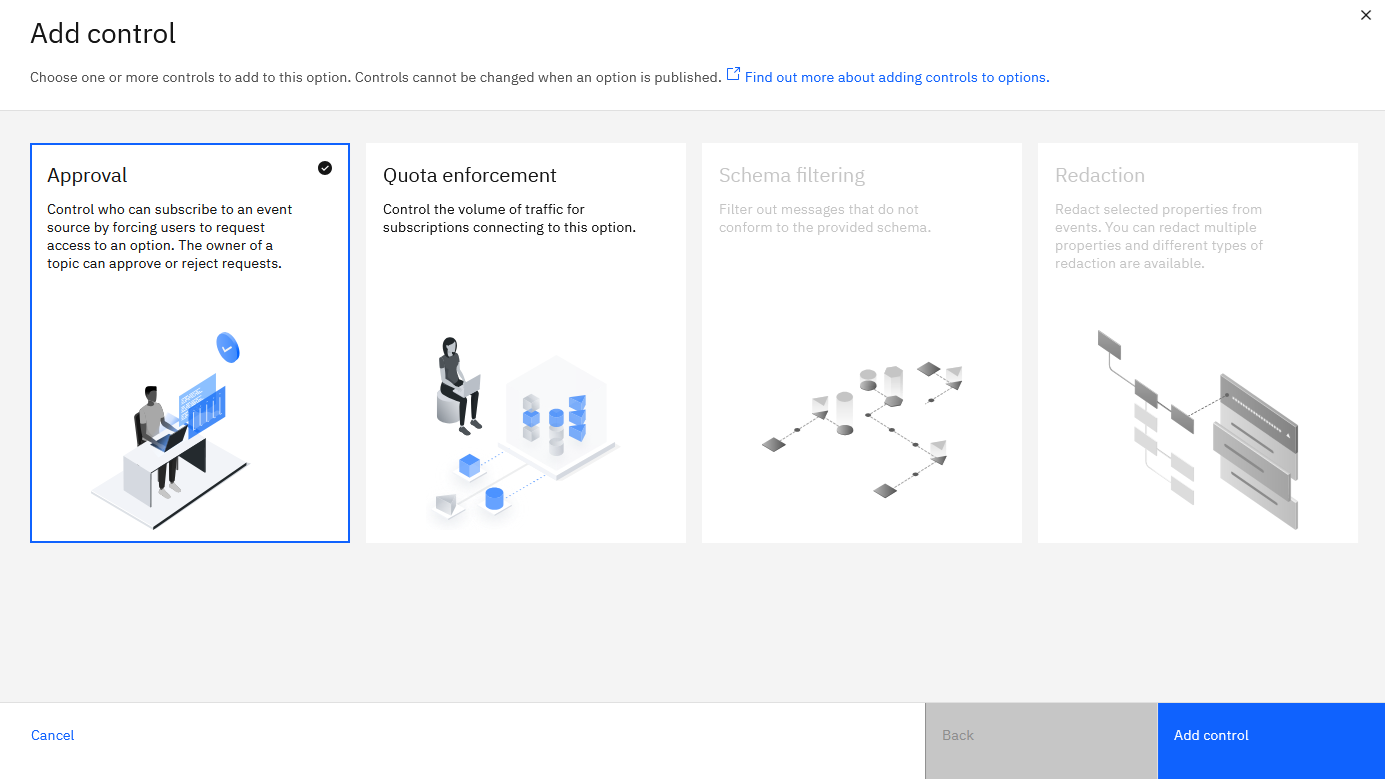 Add control
Choose one or more controls to add to this option. Controls cannot be changed when an option is published. Find out more about adding controls to options.
Approval
Control who can subscribe to an event
source by forcing users to request
access to an option. The owner of a
topic can approve or reject requests.
Quota enforcement
Control the volume of traffic for
subscriptions connecting to this option.
Schema filtering
Filter out messages that do not
conform to the provided schema.
Redaction
Redact selected properties from
events. You can redact multiple
properties and different types of
redaction are available.
Cancel
Back
Add control